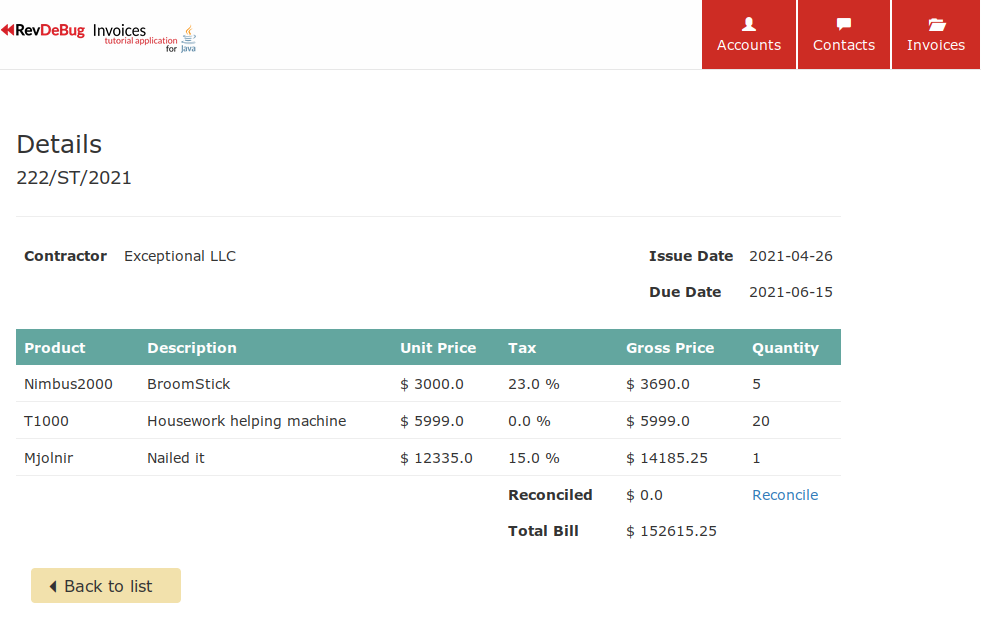 RevDeBug Invoices
tutorial application
for Java
Accounts Contacts Invoices
Details
222/ST/2021
Contractor Exceptional LLC Issue Date 2021-04-26
Due Date 2021-06-15
Product Description Unit Price Tax Gross Price Quantity
Nimbus2000 BroomStick $ 3000.0 23.0 % $ 3690.0 5
T1000 Housework helping machine $ 5999.0 0.0 % $ 5999.0 20
Mjolnir Nailed it $ 12335.0 15.0 % $ 14185.25 1
Reconciled $ 0.0 Reconcile
Total Bill $ 152615.25
Back to list